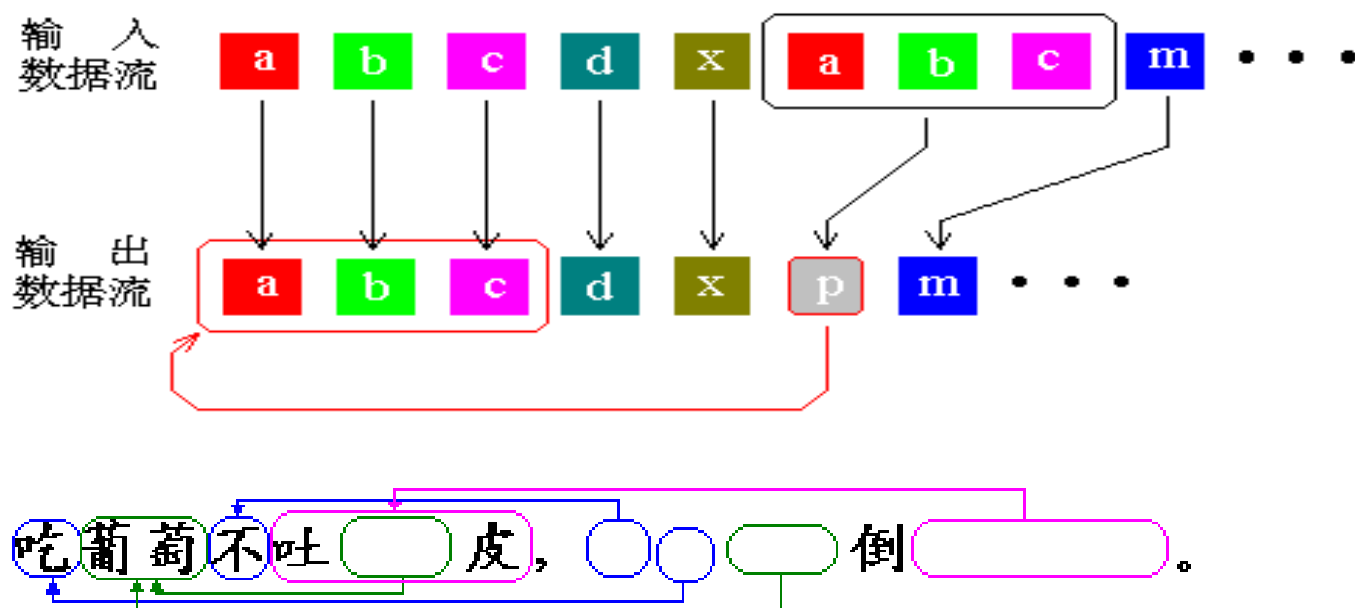 输 入
数据流 a b c d x a b c m • • •
输 出
数据流 a b c d x p m • • •
吃葡萄不吐 皮, 倒 。